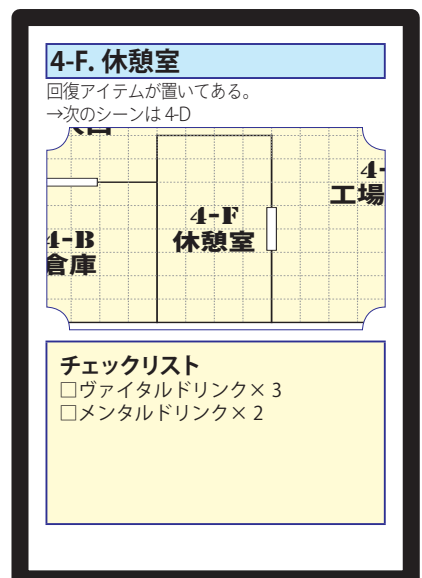 4-F. 休憩室
回復アイテムが置いてある。
→次のシーンは 4-D
4-
工場
4-F
休憩室
4-B
倉庫
チェックリスト
□ヴァイタルドリンク× 3
□メンタルドリンク× 2